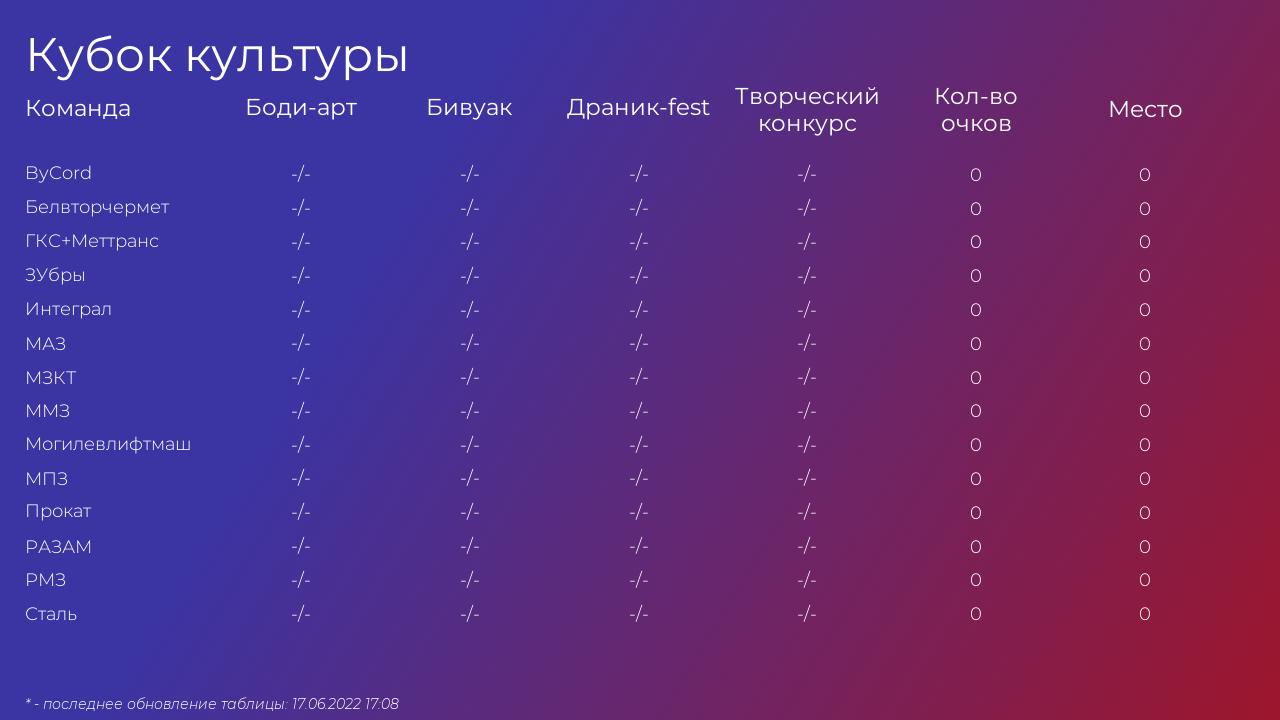 Кубок культуры
Команда Боди-арт Бивуак Драник-fest Творческий конкурс Кол-во очков Место
ByCord -/- -/- -/- -/- 0 0
Белвторчермет -/- -/- -/- -/- 0 0
ГКС+Меттранс -/- -/- -/- -/- 0 0
ЗУбры -/- -/- -/- -/- 0 0
Интеграл -/- -/- -/- -/- 0 0
МАЗ -/- -/- -/- -/- 0 0
МЗКТ -/- -/- -/- -/- 0 0
ММЗ -/- -/- -/- -/- 0 0
Могилевлифтмаш -/- -/- -/- -/- 0 0
МПЗ -/- -/- -/- -/- 0 0
Прокат -/- -/- -/- -/- 0 0
РАЗАМ -/- -/- -/- -/- 0 0
РМЗ -/- -/- -/- -/- 0 0
Сталь -/- -/- -/- -/- 0 0
* - последнее обновление таблицы: 17.06.2022 17:08